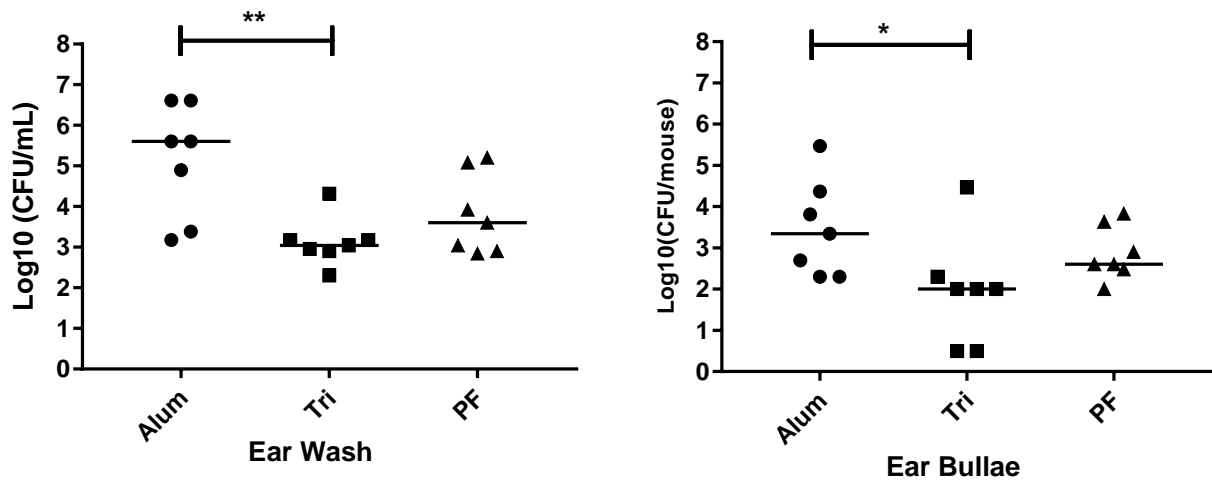 **
8
7
6
5
4
3
2
1
0
Log10 (CFU/mL)
Alum
Tri
PF
Ear Wash
*
8
7
6
5
4
3
2
1
0
Log10(CFU/mouse)
Alum
Tri
PF
Ear Bullae